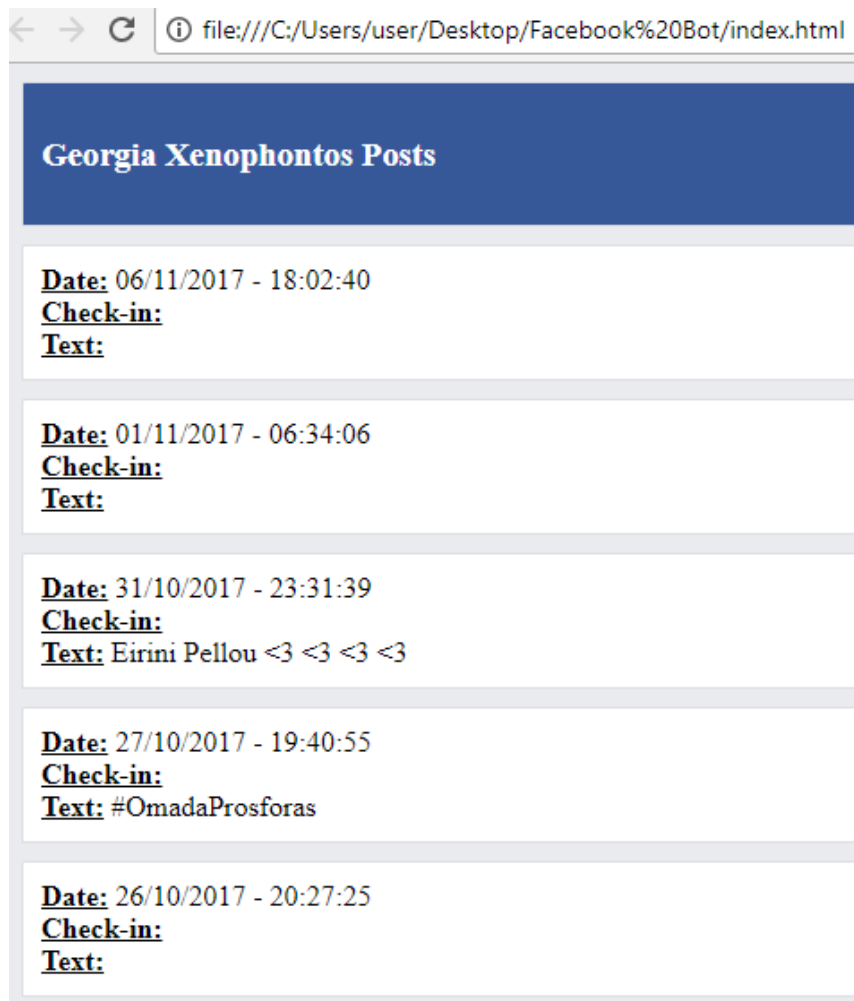 file:///C:/Users/user/Desktop/Facebook%20Bot/index.html
Georgia Xenophontos Posts
Date: 06/11/2017 - 18:02:40
Check-in:
Text:
Date: 01/11/2017 - 06:34:06
Check-in:
Text:
Date: 31/10/2017 - 23:31:39
Check-in:
Text: Eirini Pellou <3 <3 <3 <3
Date: 27/10/2017 - 19:40:55
Check-in:
Text: #OmadaProsforas
Date: 26/10/2017 - 20:27:25
Check-in:
Text: